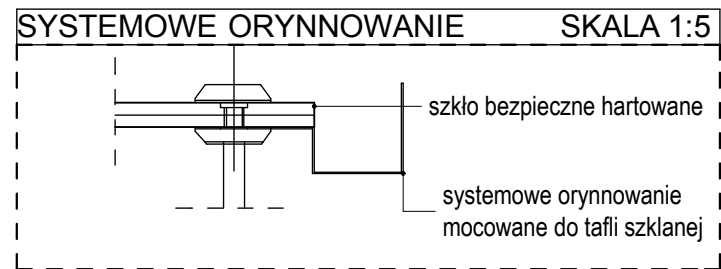 SYSTEMOWE ORYNNOWANIE SKALA 1:5
szkło bezpieczne hartowane
systemowe orynnowanie
mocowane do tafli szklanej